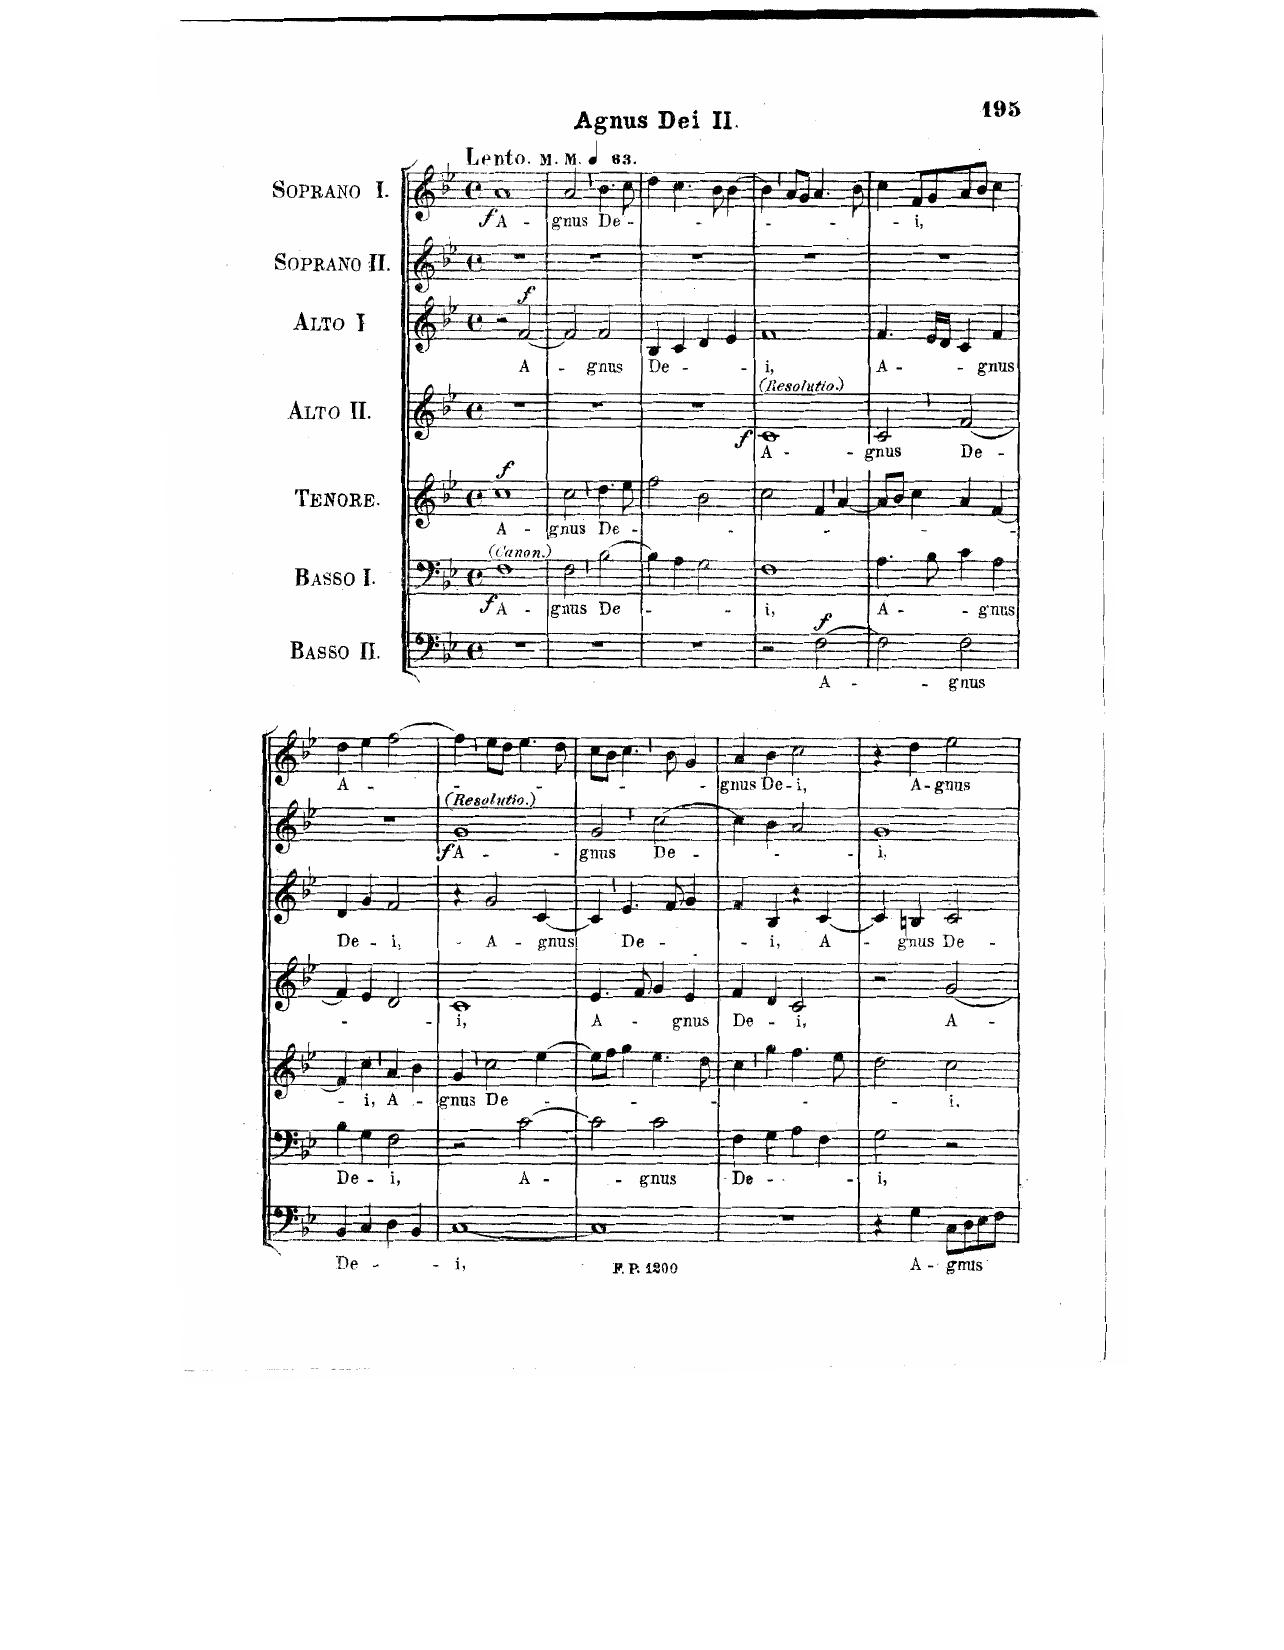 195
Agnus Dei II.
Lento. M. M. ♩ 63.
SOPRANO I.
f A - gnus De - - - - - i,
SOPRANO II.
f
ALTO I
A - gnus De - - i, A - - gnus
(Resolutio.)
ALTO II.
f A - - gnus De -
f
TENORE.
A - gnus De - - - - -
(Canon.)
BASSO I.
f A - gnus De - - i, A - - gnus
f
BASSO II.
A - - gnus
A - - - - - - gnus De - i, A - gnus
(Resolutio.)
f A - - gnus De - - - i,
De - i, - A - gnus De - - i, A - gnus De -
- - i, A - gnus De - i, A -
- i, A - gnus De - - - - - i.
De - i, A - - gnus De - - i,
De - - i, A - gnus
F. P. 1200